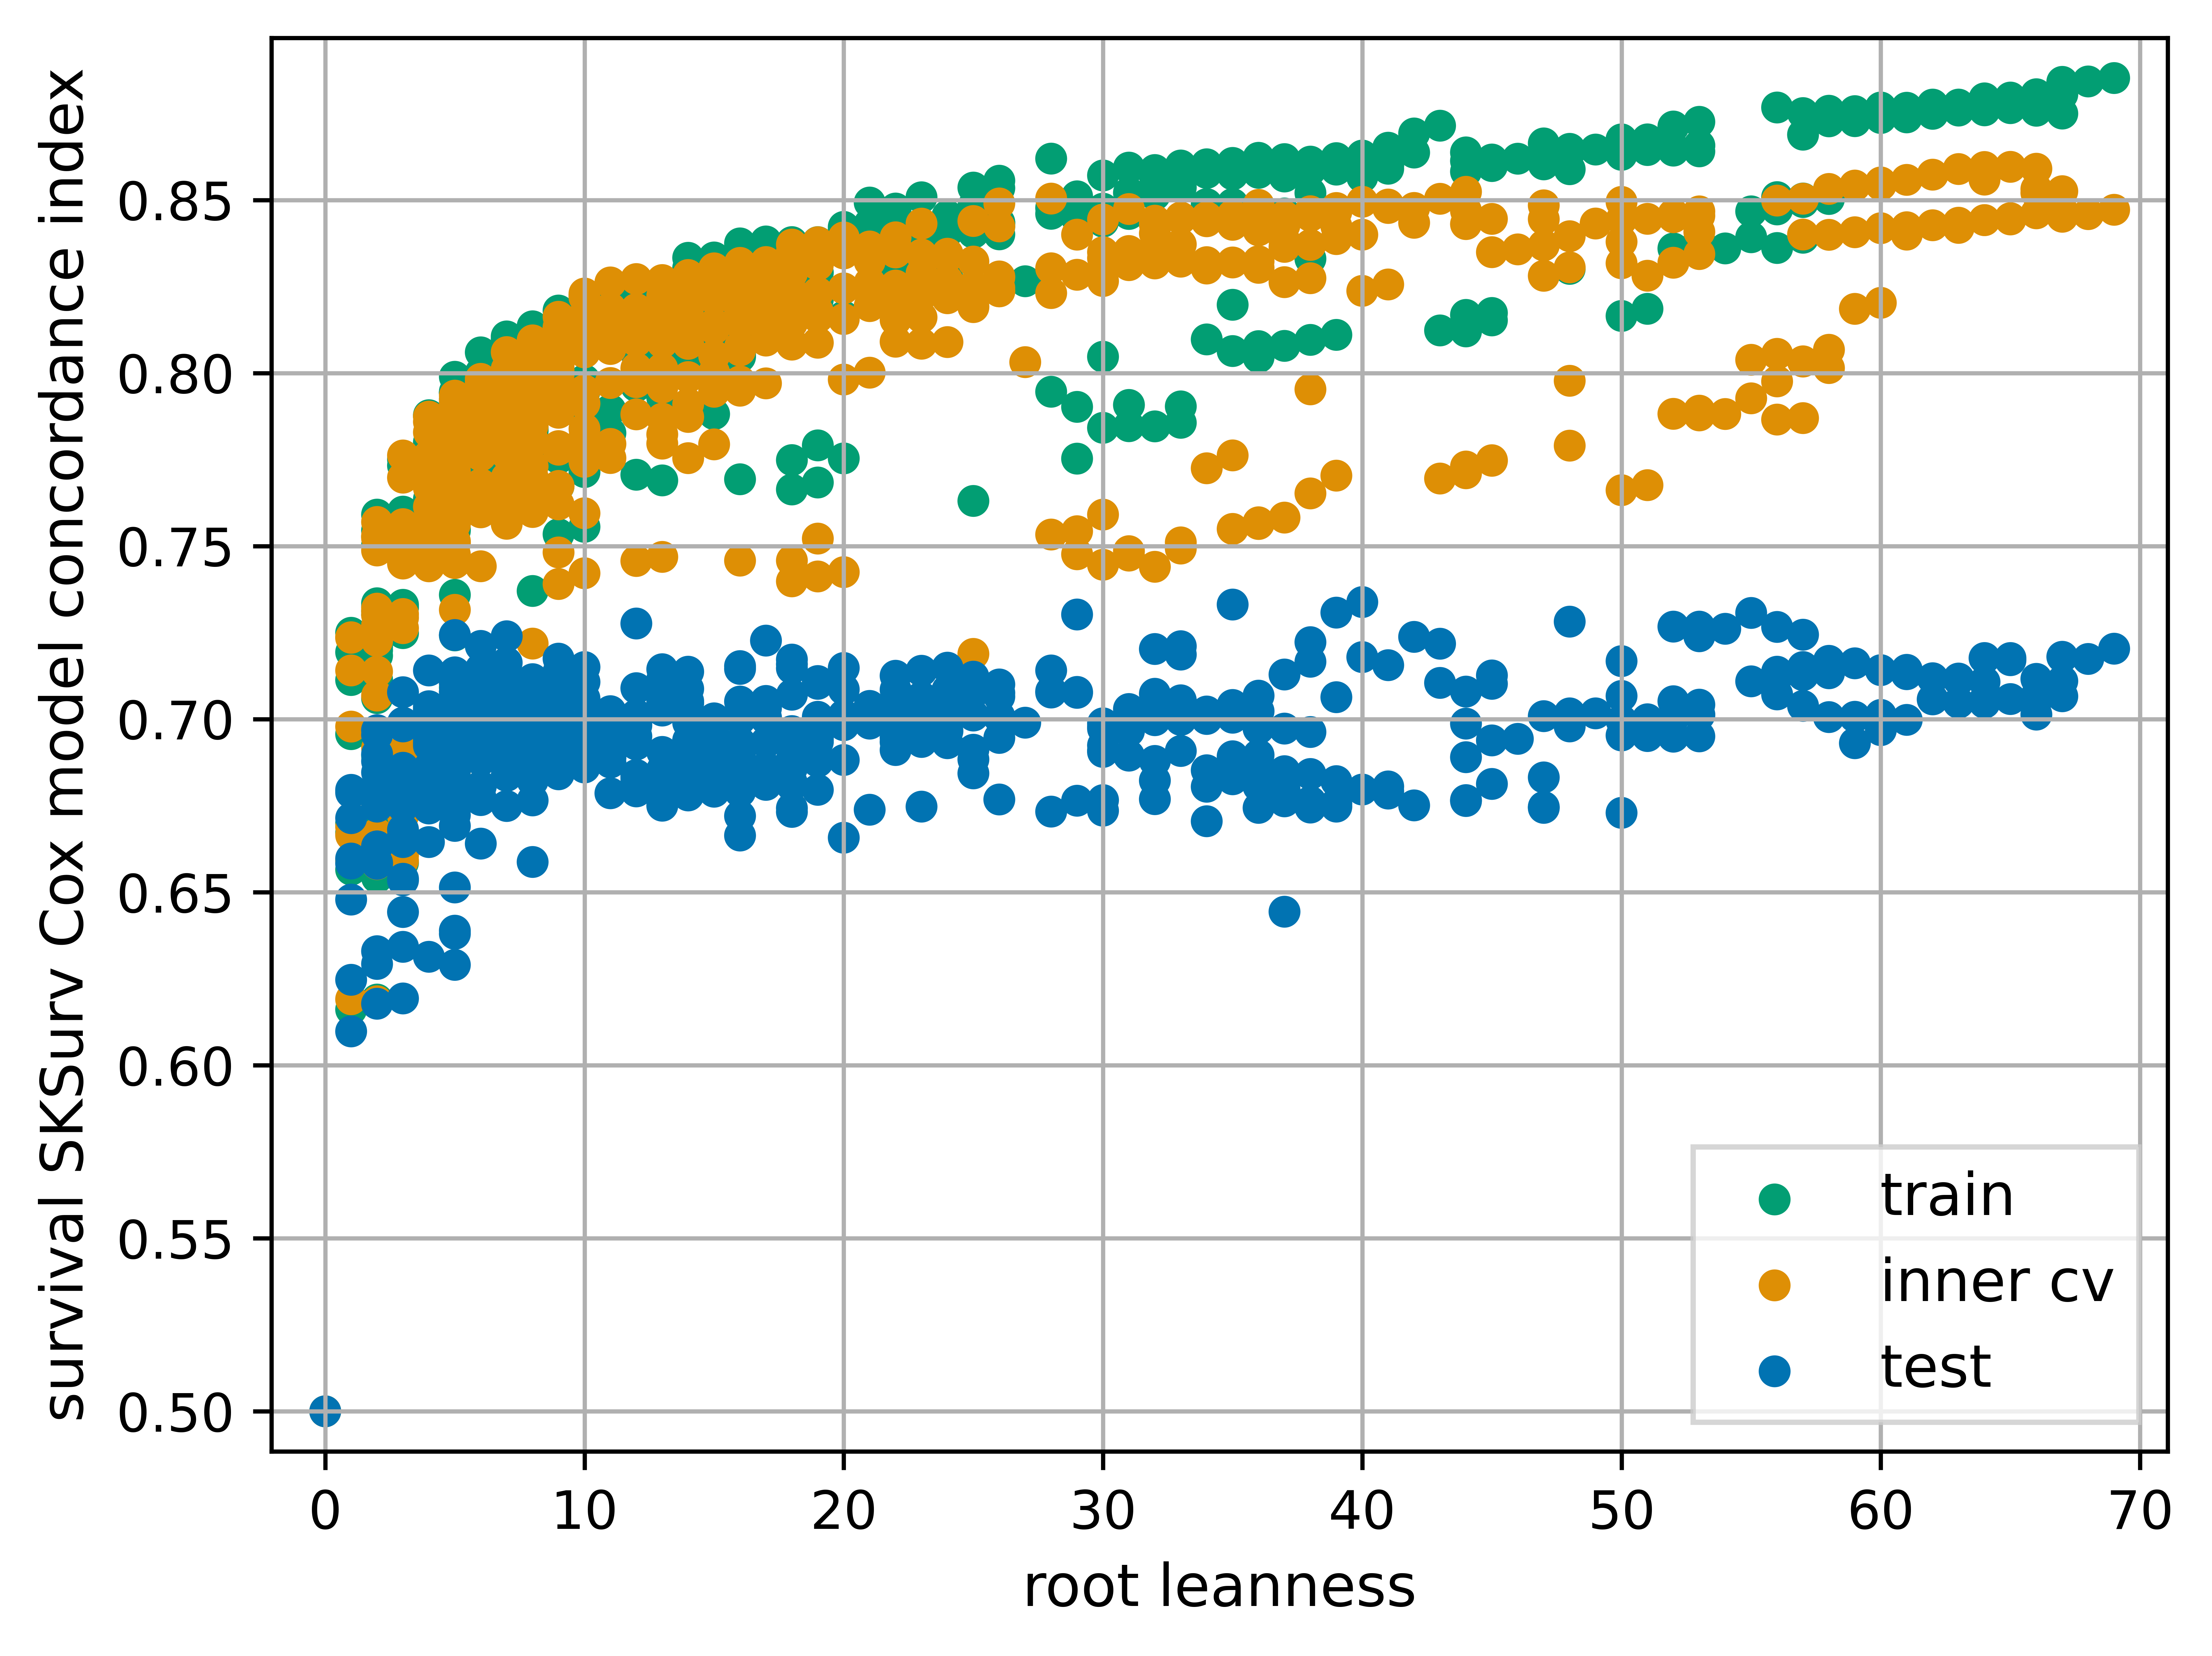 survival SKSurv Cox model concordance index
0.85
0.80
0.75
0.70
0.65
0.60
0.55
0.50
train
inner cv
test
0 10 20 30 40 50 60 70
root leanness